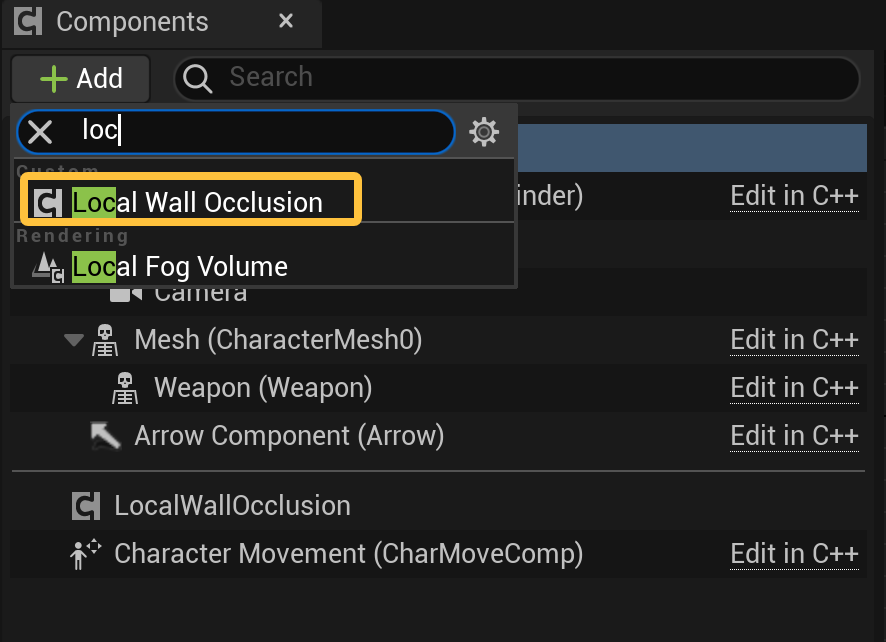 Components
Add
Search
loc
Custom
Local Wall Occlusion
inder)
Edit in C++
Rendering
Local Fog Volume
Camera
Mesh (CharacterMesh0)
Edit in C++
Weapon (Weapon)
Edit in C++
Arrow Component (Arrow)
Edit in C++
LocalWallOcclusion
Character Movement (CharMoveComp)
Edit in C++